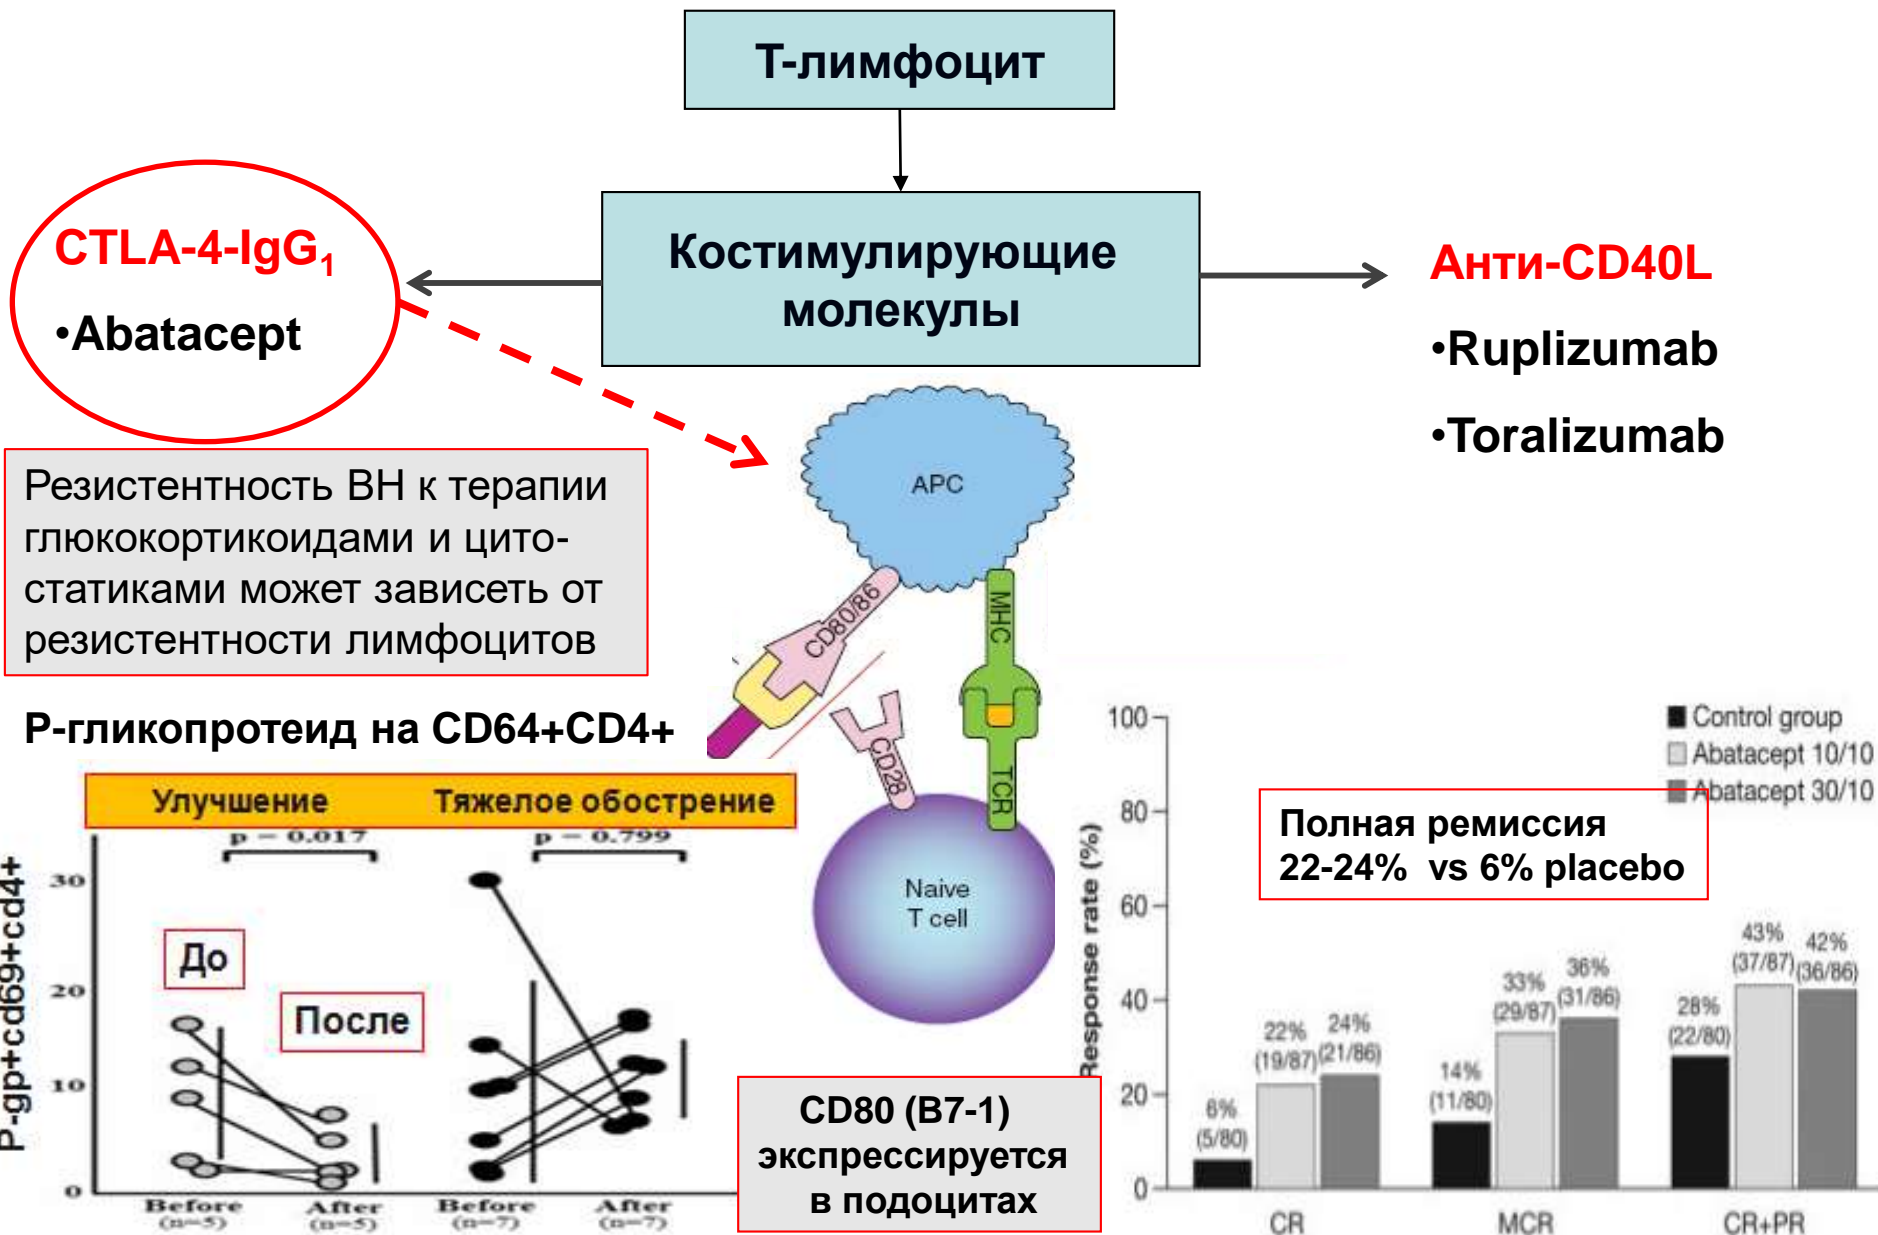 Т-лимфоцит
CTLA-4-IgG₁
•Abatacept
Костимулирующие
молекулы
Анти-CD40L
•Ruplizumab
•Toralizumab
Резистентность ВН к терапии
глюкокортикоидами и цито-
статиками может зависеть от
резистентности лимфоцитов
APC
CD80/86
MHC
CD28
TCR
Naive
T cell
Р-гликопротеид на CD64+CD4+
Улучшение
Тяжелое обострение
p = 0.017
p = 0.799
P-gp+cd69+cd4+
30
20
10
0
До
После
Before
(n=5)
After
(n=5)
Before
(n=7)
After
(n=7)
CD80 (B7-1)
экспрессируется
в подоцитах
Response rate (%)
100
80
60
40
20
0
Control group
Abatacept 10/10
Abatacept 30/10
Полная ремиссия
22-24% vs 6% placebo
6%
(5/80)
22%
(19/87)
24%
(21/86)
14%
(11/80)
33%
(29/87)
36%
(31/86)
28%
(22/80)
43%
(37/87)
42%
(36/86)
CR
MCR
CR+PR